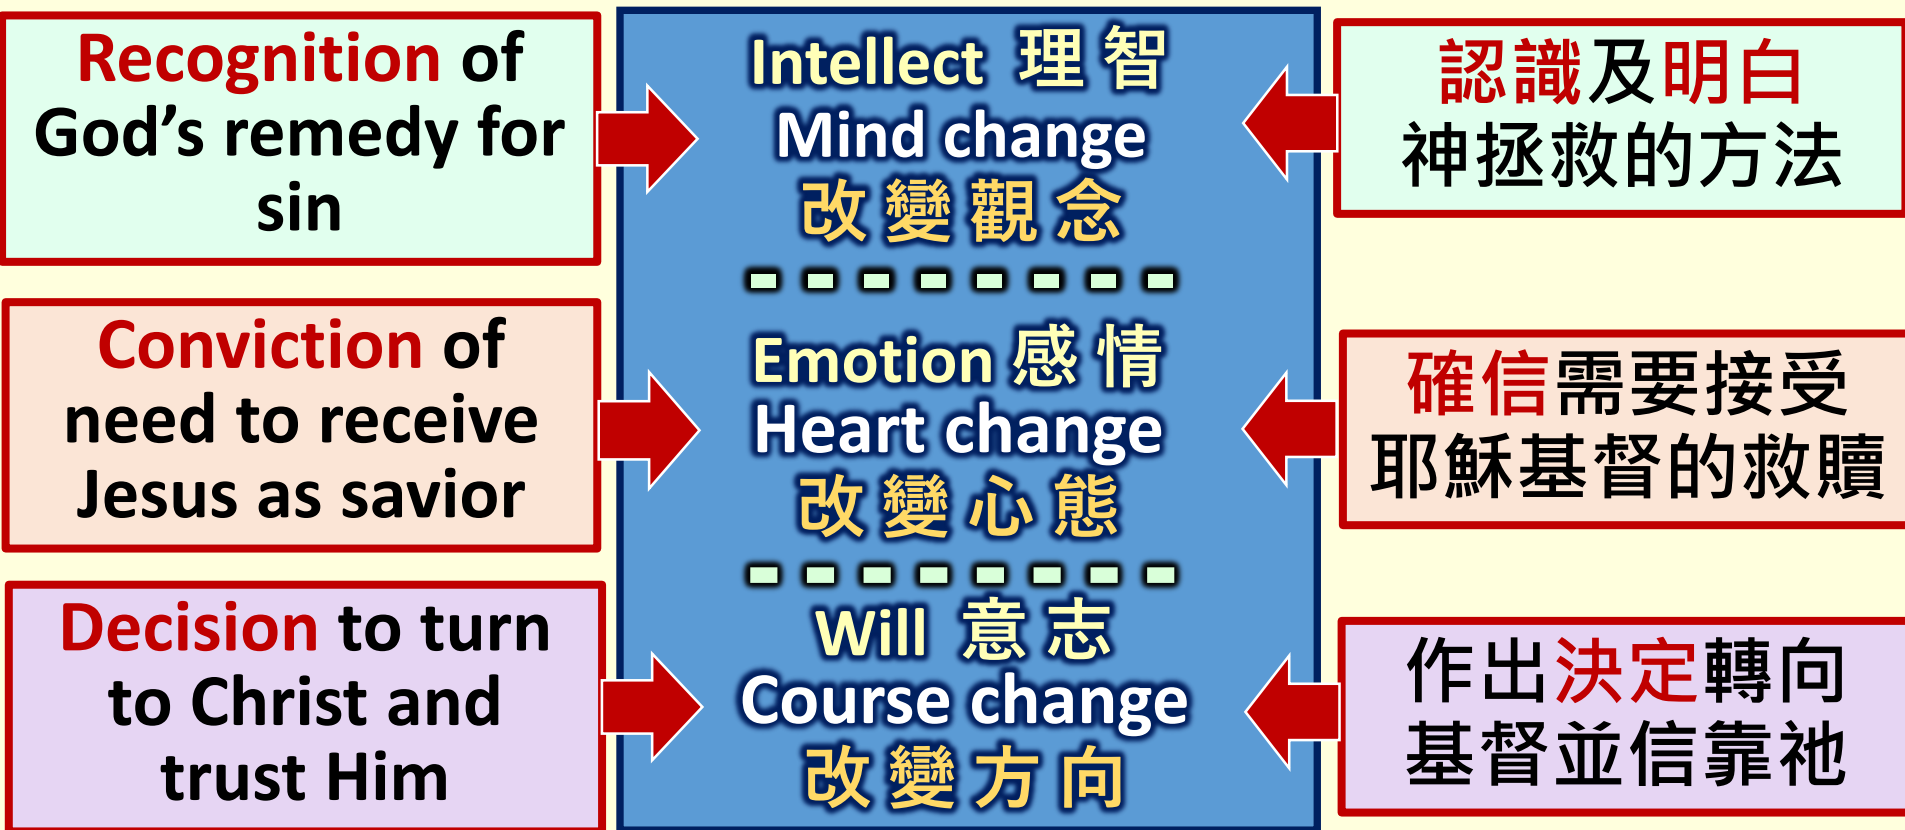 Recognition of
God's remedy for
sin
Intellect 理智
Mind change
改變觀念
認識及明白
神拯救的方法
Conviction of
need to receive
Jesus as savior
Emotion 感情
Heart change
改變心態
確信需要接受
耶穌基督的救贖
Decision to turn
to Christ and
trust Him
Will 意志
Course change
改變方向
作出決定轉向
基督並信靠祂